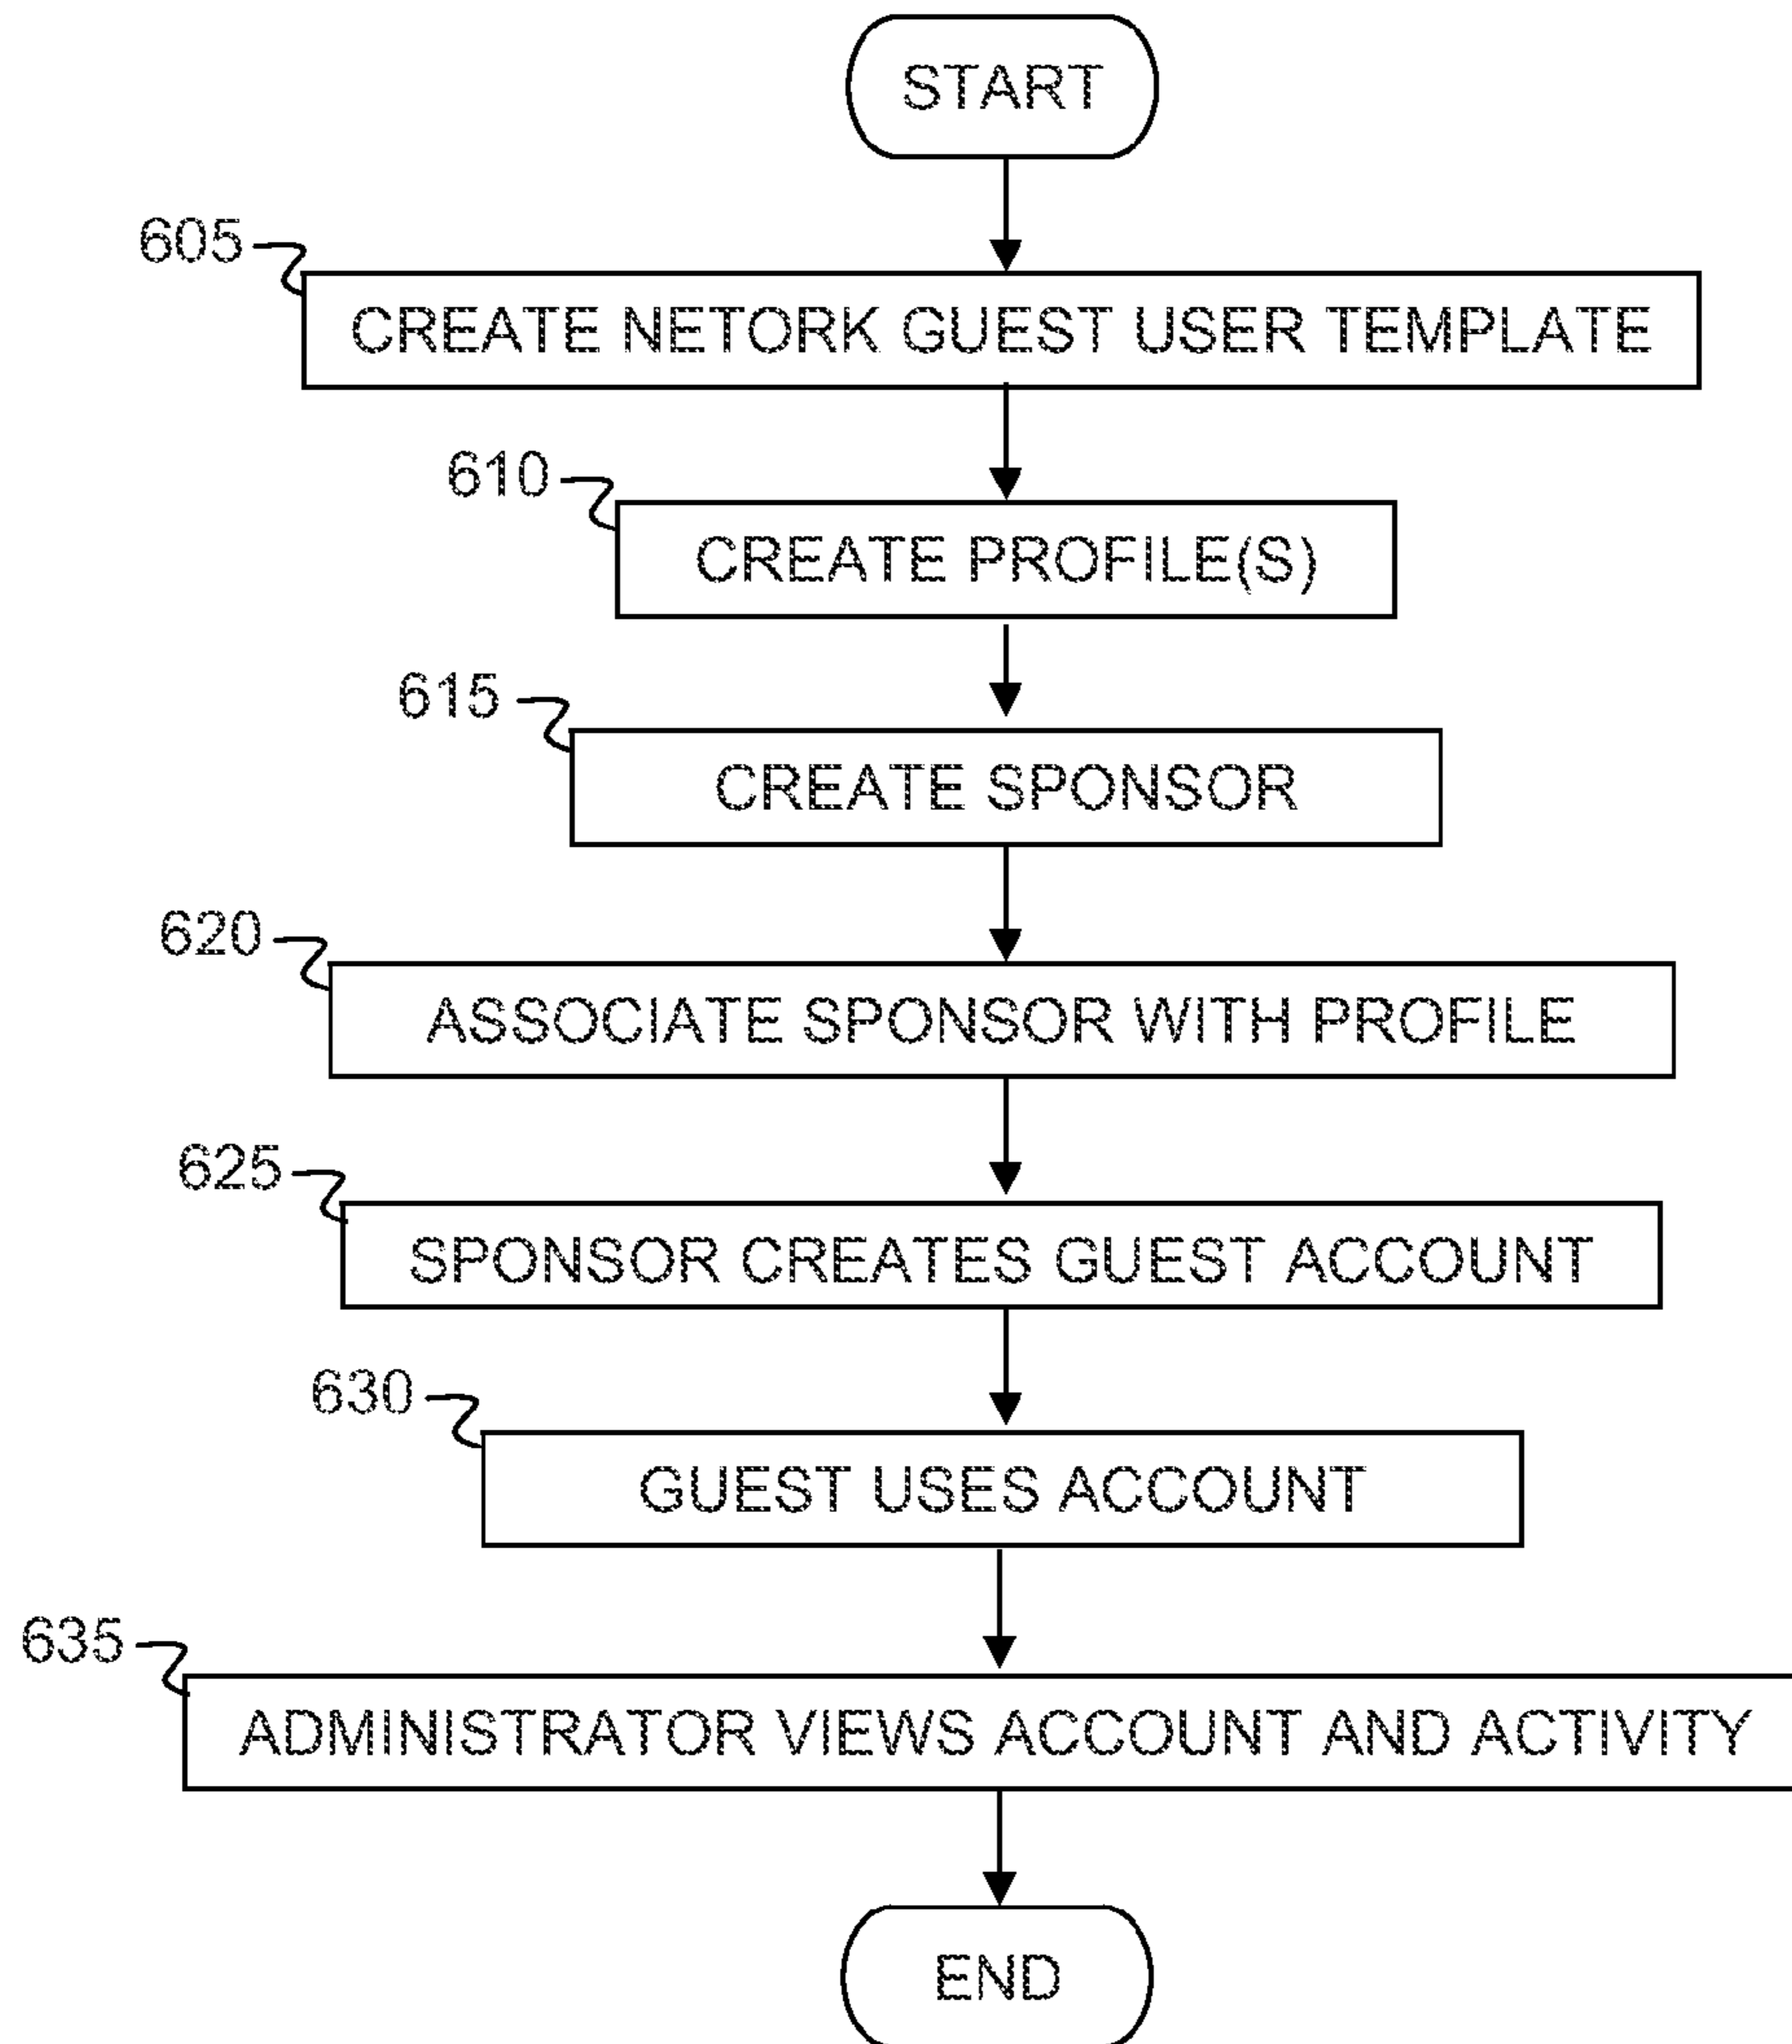 START
605
CREATE NETORK GUEST USER TEMPLATE
610
CREATE PROFILE(S)
615
CREATE SPONSOR
620
ASSOCIATE SPONSOR WITH PROFILE
625
SPONSOR CREATES GUEST ACCOUNT
630
GUEST USES ACCOUNT
635
ADMINISTRATOR VIEWS ACCOUNT AND ACTIVITY
END